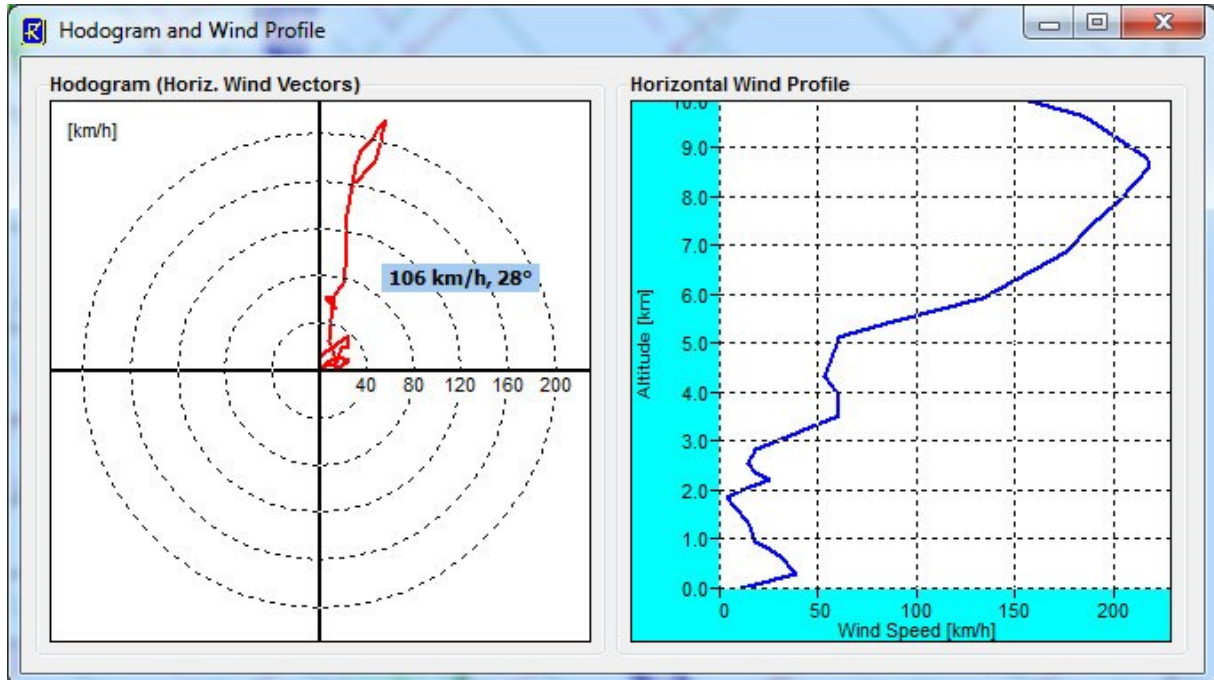 Hodogram and Wind Profile
Hodogram (Horiz. Wind Vectors)
[km/h]
106 km/h, 28°
40 80 120 160 200
Horizontal Wind Profile
10.0
9.0
8.0
7.0
6.0
5.0
4.0
3.0
2.0
1.0
0.0
Altitude [km]
0 50 100 150 200
Wind Speed [km/h]